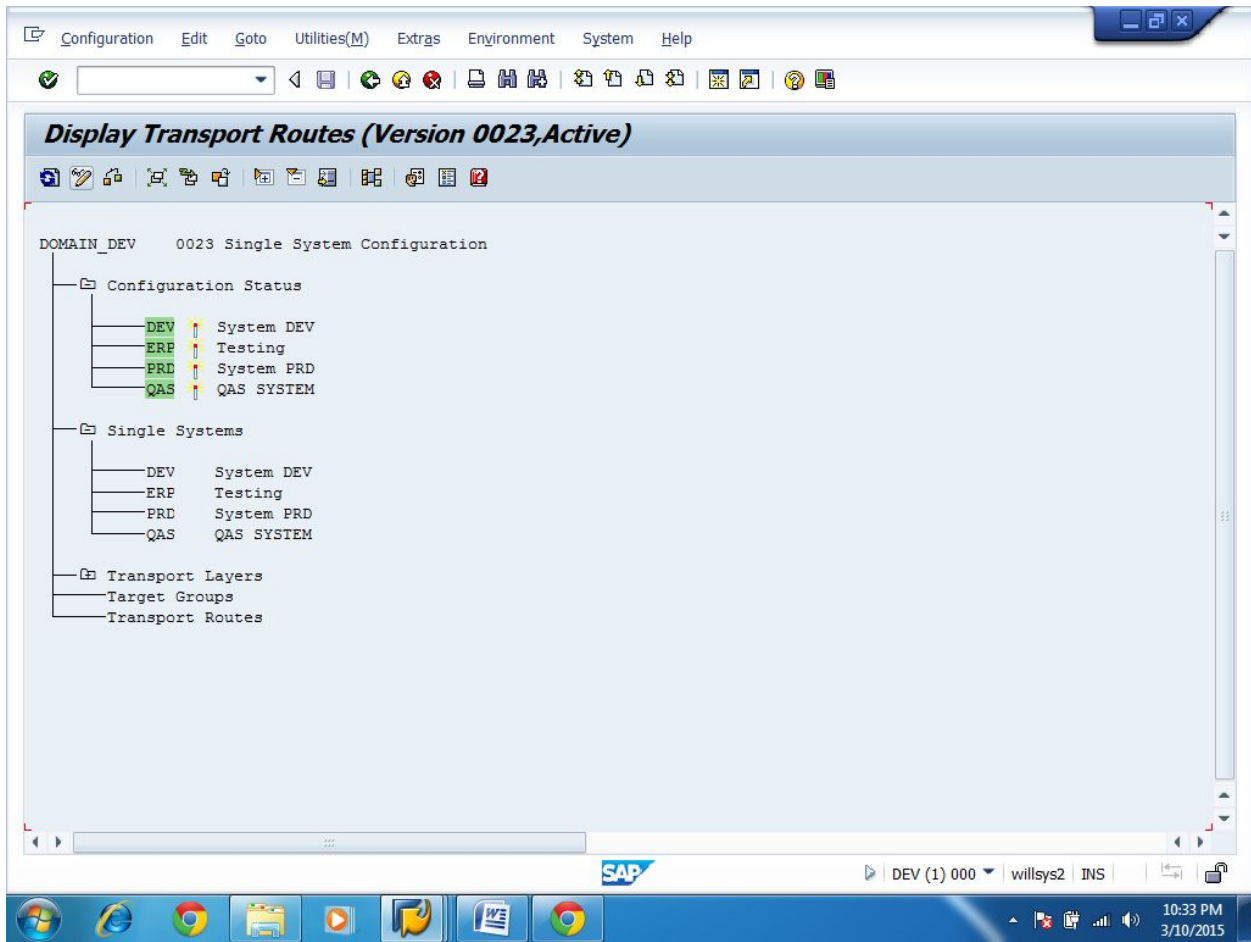 Configuration Edit Goto Utilities(M) Extras Environment System Help
Display Transport Routes (Version 0023,Active)
DOMAIN_DEV 0023 Single System Configuration
Configuration Status
DEV System DEV
ERP Testing
PRD System PRD
QAS QAS SYSTEM
Single Systems
DEV System DEV
ERP Testing
PRD System PRD
QAS QAS SYSTEM
Transport Layers
Target Groups
Transport Routes
SAP
DEV (1) 000 willsys2 INS
10:33 PM
3/10/2015